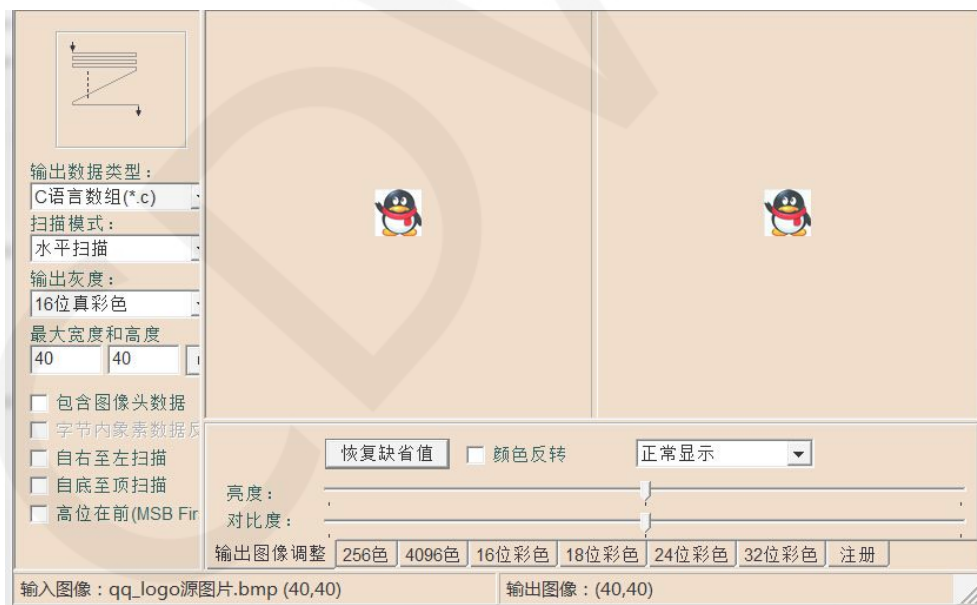 输出数据类型：
C语言数组(*.c)
扫描模式：
水平扫描
输出灰度：
16位真彩色
最大宽度和高度
40 40
包含图像头数据
字节内象素数据反
自右至左扫描
自底至顶扫描
高位在前(MSB Fir
恢复缺省值 颜色反转 正常显示
亮度：
对比度：
输出图像调整 256色 4096色 16位彩色 18位彩色 24位彩色 32位彩色 注册
输入图像：qq_logo源图片.bmp (40,40) 输出图像：(40,40)